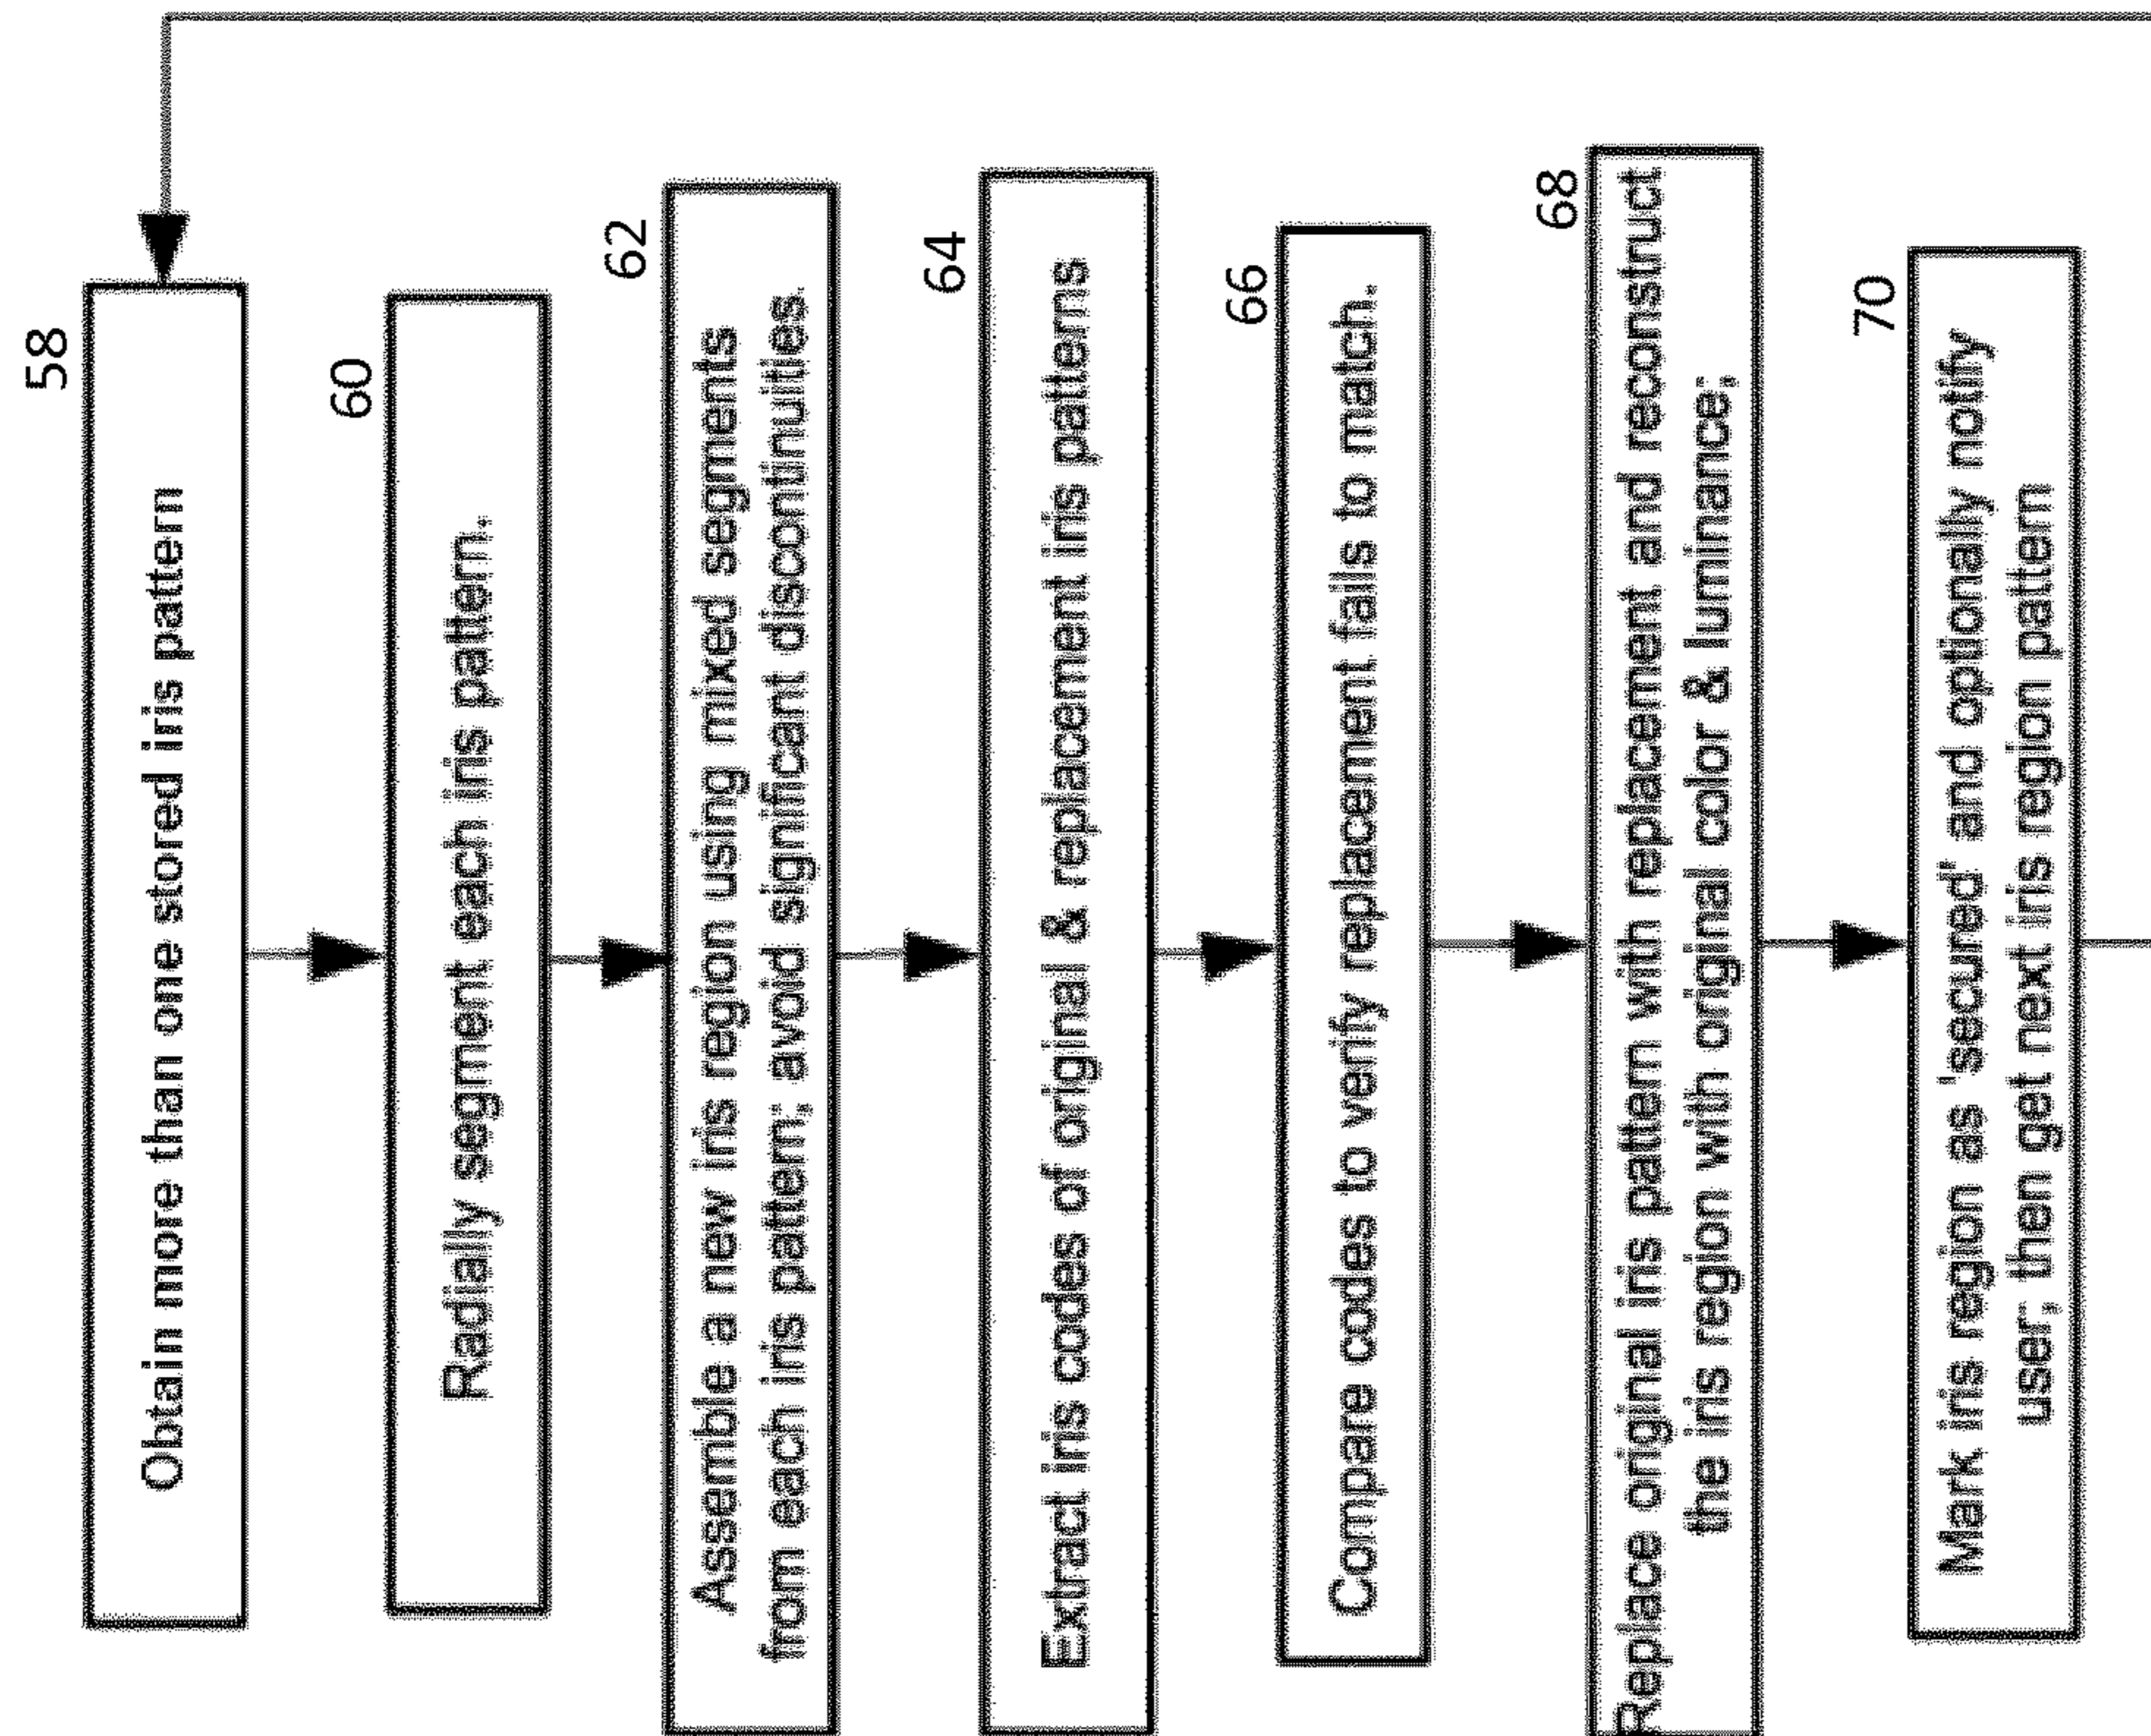 58
Obtain more than one stored iris pattern
60
Radially segment each iris pattern.
62
Assemble a new iris region using mixed segments
from each iris pattern; avoid significant discontinuities.
64
Extract iris codes of original & replacement iris patterns
66
Compare codes to verify replacement fails to match.
68
Replace original iris pattern with replacement and reconstruct
the iris region with original color & luminance;
70
Mark iris region as 'secured' and optionally notify
user; then get next iris region pattern